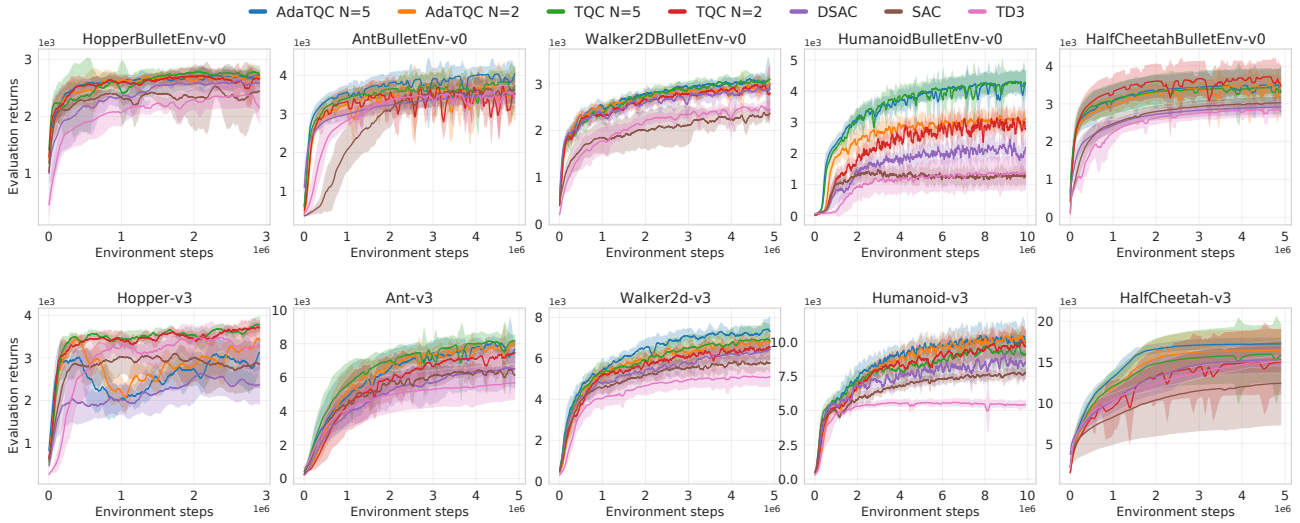 AdaTQC N=5 AdaTQC N=2 TQC N=5 TQC N=2 DSAC SAC TD3
HopperBulletEnv-v0 AntBulletEnv-v0 Walker2DBulletEnv-v0 HumanoidBulletEnv-v0 HalfCheetahBulletEnv-v0
1e3 1e3 1e3 1e3 1e3
Evaluation returns
3 2 1
4 3 2 1
3 2 1 0
5 4 3 2 1 0
4 3 2 1 0
0 1 2 3
0 1 2 3 4 5
0 1 2 3 4 5
0 2 4 6 8 10
0 1 2 3 4 5
1e6 1e6 1e6 1e6 1e6
Environment steps Environment steps Environment steps Environment steps Environment steps
Hopper-v3 Ant-v3 Walker2d-v3 Humanoid-v3 HalfCheetah-v3
1e3 1e3 1e3 1e3 1e3
Evaluation returns
4 3 2 1
10 8 6 4 2 0
8 6 4 2 0
10.0 7.5 5.0 2.5 0.0
20 15 10 5
0 1 2 3
0 1 2 3 4 5
0 1 2 3 4 5
0 2 4 6 8 10
0 1 2 3 4 5
1e6 1e6 1e6 1e6 1e6
Environment steps Environment steps Environment steps Environment steps Environment steps